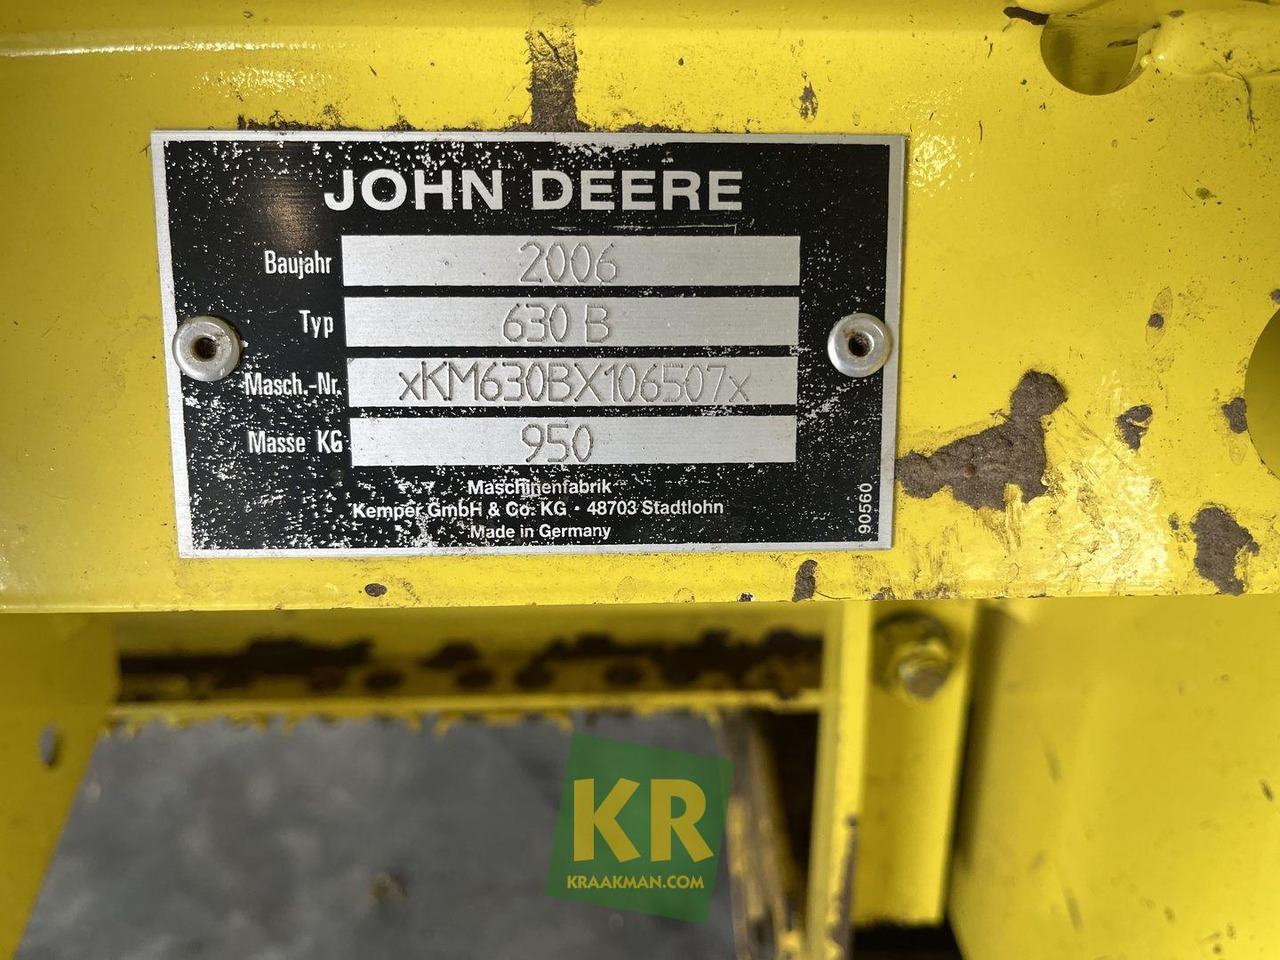 JOHN DEERE
Baujahr 2006
Typ 630 B
Masch.-Nr. xKM630BX106507x
Masse KG 950
Maschinenfabrik
Kemper GmbH & Co. KG · 48703 Stadtlohn
Made in Germany
90560
KR
KRAAKMAN.COM